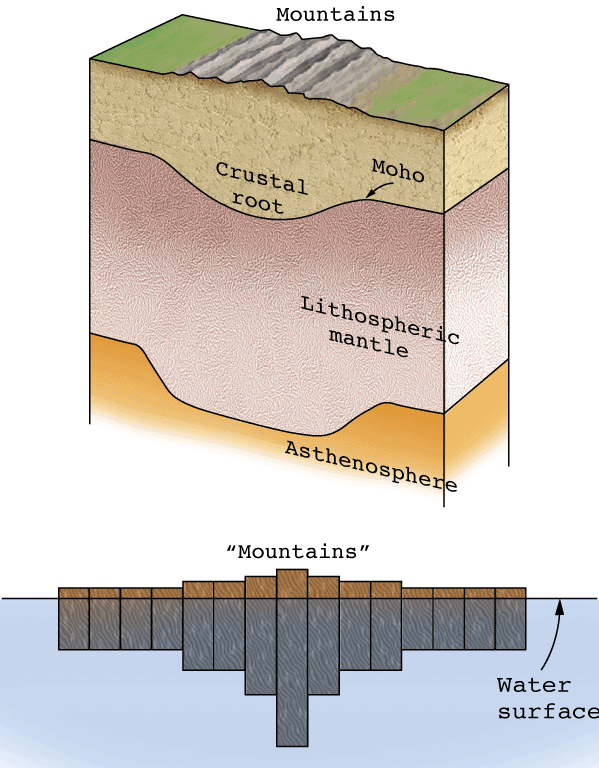 Mountains
Crustal
root
Moho
Lithospheric
mantle
Asthenosphere
“Mountains”
Water
surface